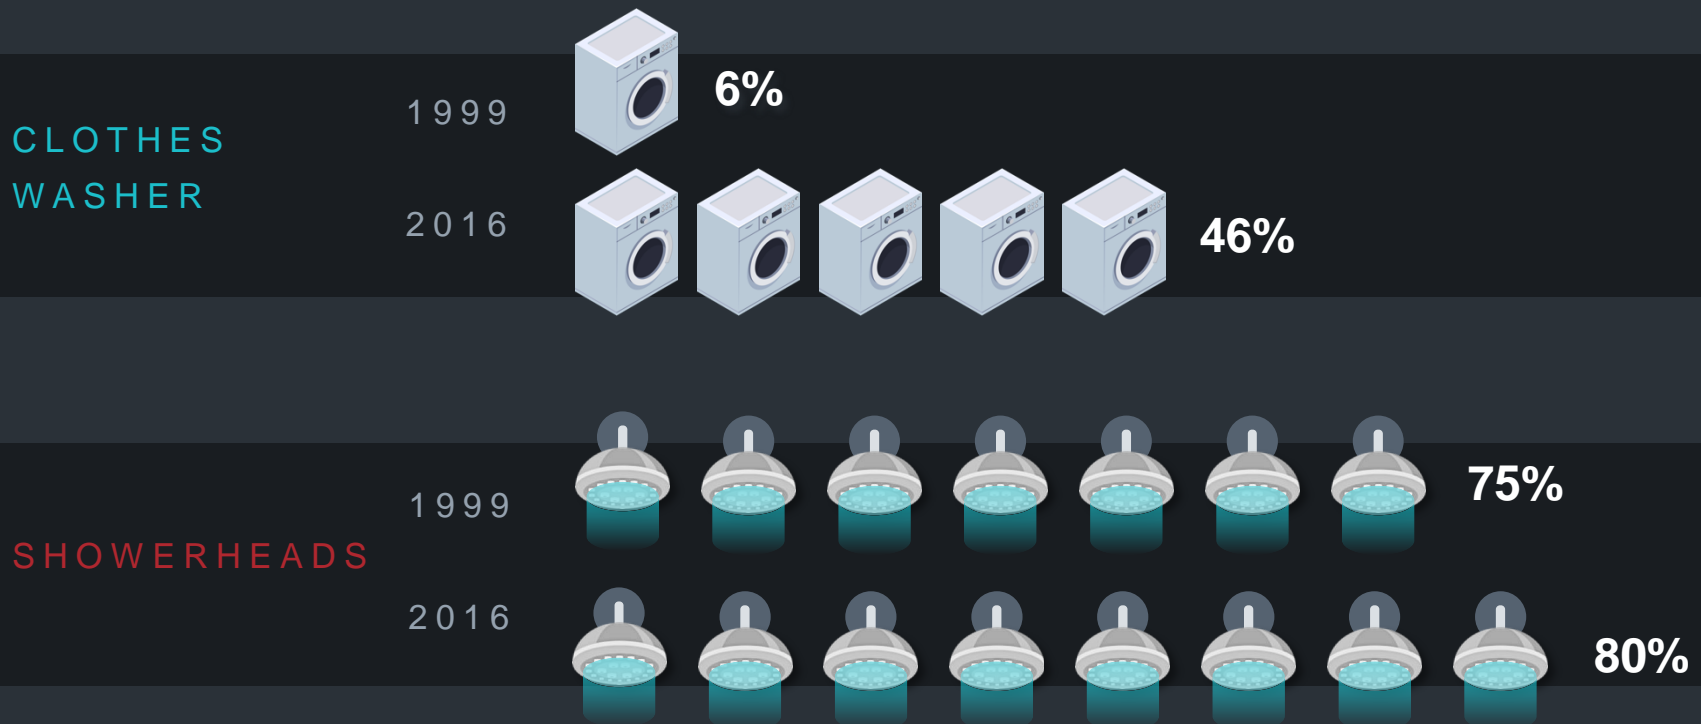 CLOTHES
WASHER
1999
6%
2016
46%
SHOWERHEADS
1999
75%
2016
80%